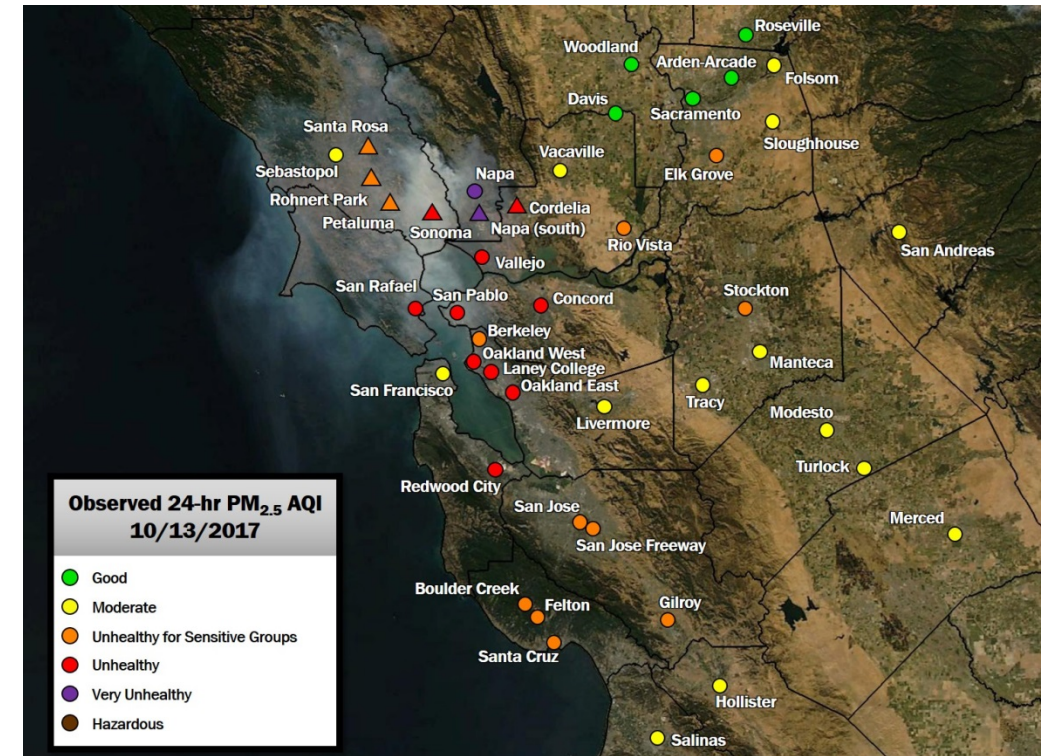 Roseville
Woodland
Arden-Arcade
Folsom
Davis
Sacramento
Santa Rosa
Sloughhouse
Vacaville
Sebastopol
Napa
Elk Grove
Rohnert Park
Cordelia
Petaluma
Sonoma
Napa (south)
Rio Vista
San Andreas
Vallejo
San Rafael
San Pablo
Concord
Stockton
Berkeley
Oakland West
Manteca
Laney College
San Francisco
Oakland East
Tracy
Livermore
Modesto
Turlock
Redwood City
San Jose
Merced
San Jose Freeway
Boulder Creek
Felton
Gilroy
Santa Cruz
Hollister
Salinas
Observed 24-hr PM2.5 AQI
10/13/2017
Good
Moderate
Unhealthy for Sensitive Groups
Unhealthy
Very Unhealthy
Hazardous